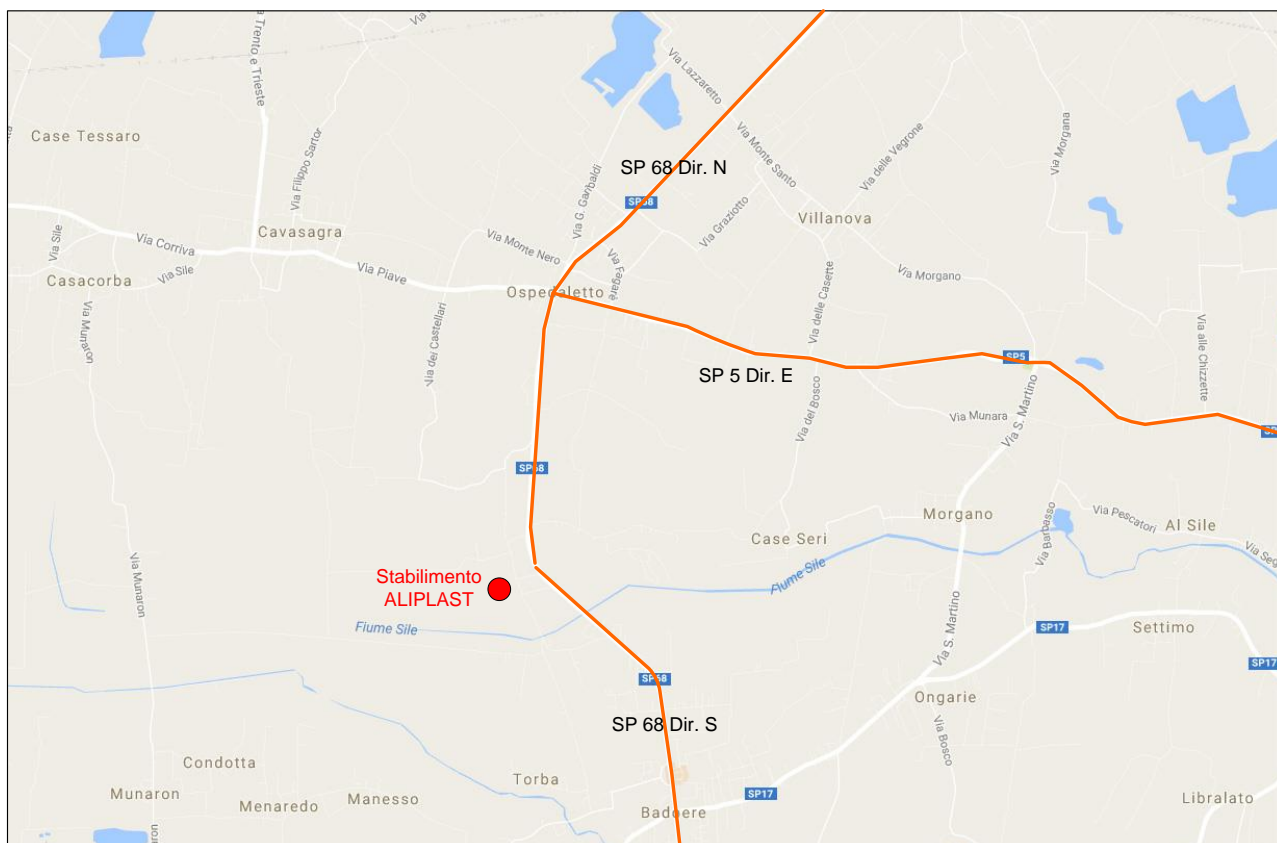 Via Trento e Trieste
Via Lazzaretto
Case Tessaro
Via Filippo Sartor
Via G. Garibaldi
SP 68 Dir. N
Via Monte Santo
Via delle Vegrone
Via Morgana
SP68
Via Graziotto
Villanova
Via Sile
Via Corriva
Cavasagra
Via Monte Nero
Via Fagarè
Casacorba
Via Sile
Via Piave
Ospedaletto
Via Morgano
Via delle Casette
Via Munaron
Via dei Castellari
SP 5 Dir. E
SP5
Via alle Chizzette
Via del Bosco
Via Munara
Via S. Martino
SP68
Morgano
Via Pescatori
Al Sile
Case Seri
Via Barbasso
Via Munaron
Stabilimento
ALIPLAST
Fiume Sile
Fiume Sile
Via S. Martino
SP17
Settimo
SP17
SP68
Ongarie
SP 68 Dir. S
Via Bosco
Condotta
Torba
Munaron
Menaredo
Manesso
Badoere
SP17
Libralato